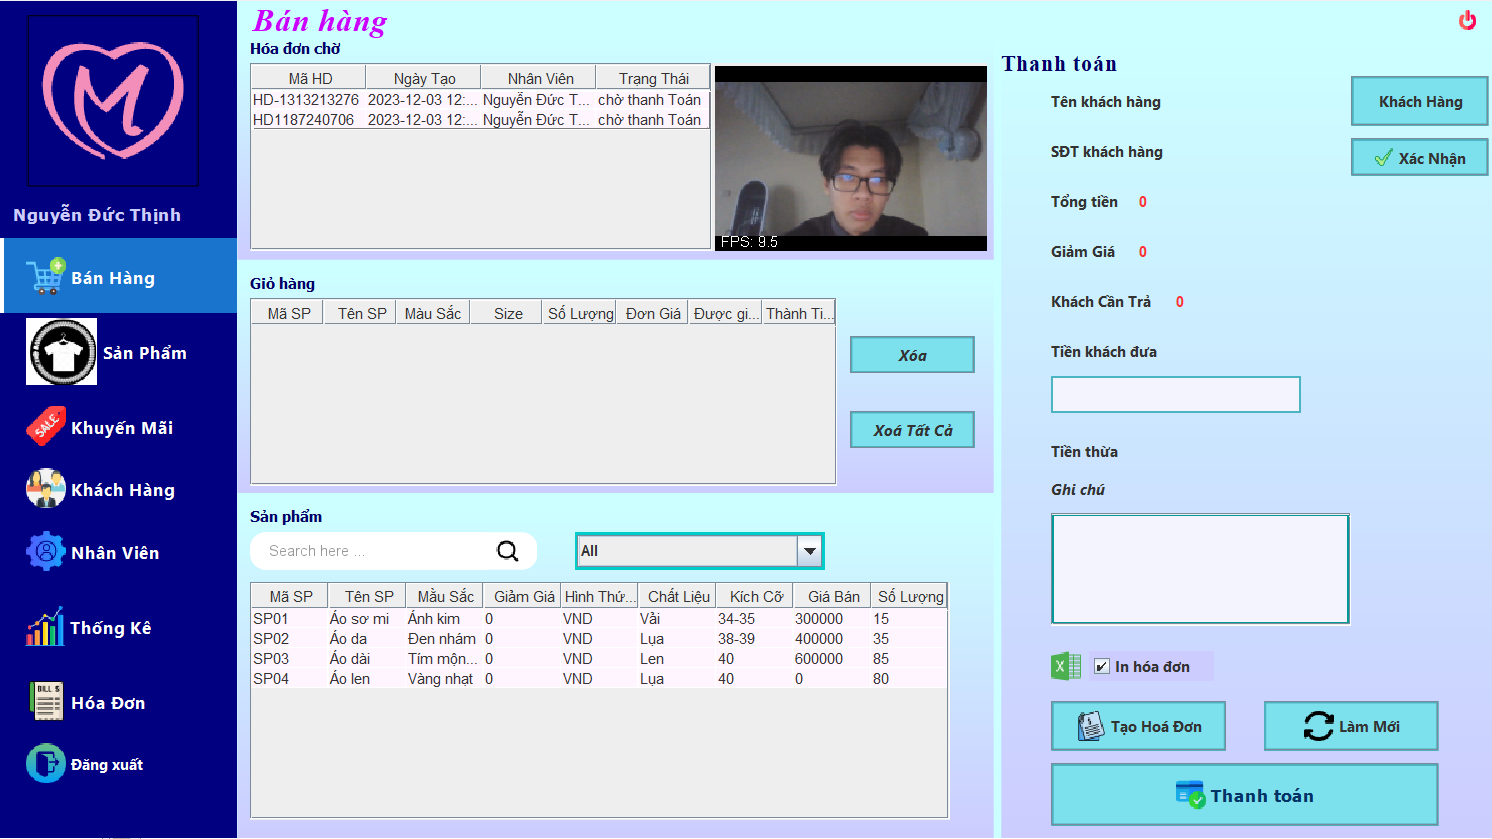 Nguyễn Đức Thịnh
Bán Hàng
Sản Phẩm
SALE
Khuyến Mãi
Khách Hàng
Nhân Viên
Thống Kê
BILL $
Hóa Đơn
Đăng xuất
Bán hàng
Hóa đơn chờ
Mã HD Ngày Tạo Nhân Viên Trạng Thái
HD-1313213276 2023-12-03 12:... Nguyễn Đức T... chờ thanh Toán
HD1187240706 2023-12-03 12:... Nguyễn Đức T... chờ thanh Toán
FPS: 9.5
Giỏ hàng
Mã SP Tên SP Màu Sắc Size Số Lượng Đơn Giá Được gi... Thành Ti...
Xóa
Xoá Tất Cả
Sản phẩm
Search here ...
All
Mã SP Tên SP Mầu Sắc Giảm Giá Hình Thứ... Chất Liệu Kích Cỡ Giá Bán Số Lượng
SP01 Áo sơ mi Ánh kim 0 VND Vải 34-35 300000 15
SP02 Áo da Đen nhám 0 VND Lụa 38-39 400000 35
SP03 Áo dài Tím mộn... 0 VND Len 40 600000 85
SP04 Áo len Vàng nhạt 0 VND Lụa 40 0 80
Thanh toán
Tên khách hàng
Khách Hàng
SĐT khách hàng
Xác Nhận
Tổng tiền 0
Giảm Giá 0
Khách Cần Trả 0
Tiền khách đưa
Tiền thừa
Ghi chú
In hóa đơn
Tạo Hoá Đơn
Làm Mới
Thanh toán